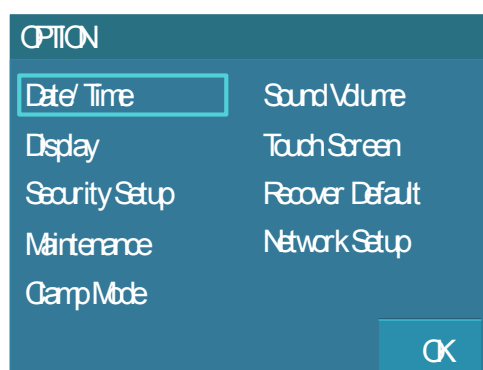 OPTION
Date/ Time
Display
Security Setup
Maintenance
Clamp Mode
Sound Volume
Touch Screen
Recover Default
Network Setup
OK